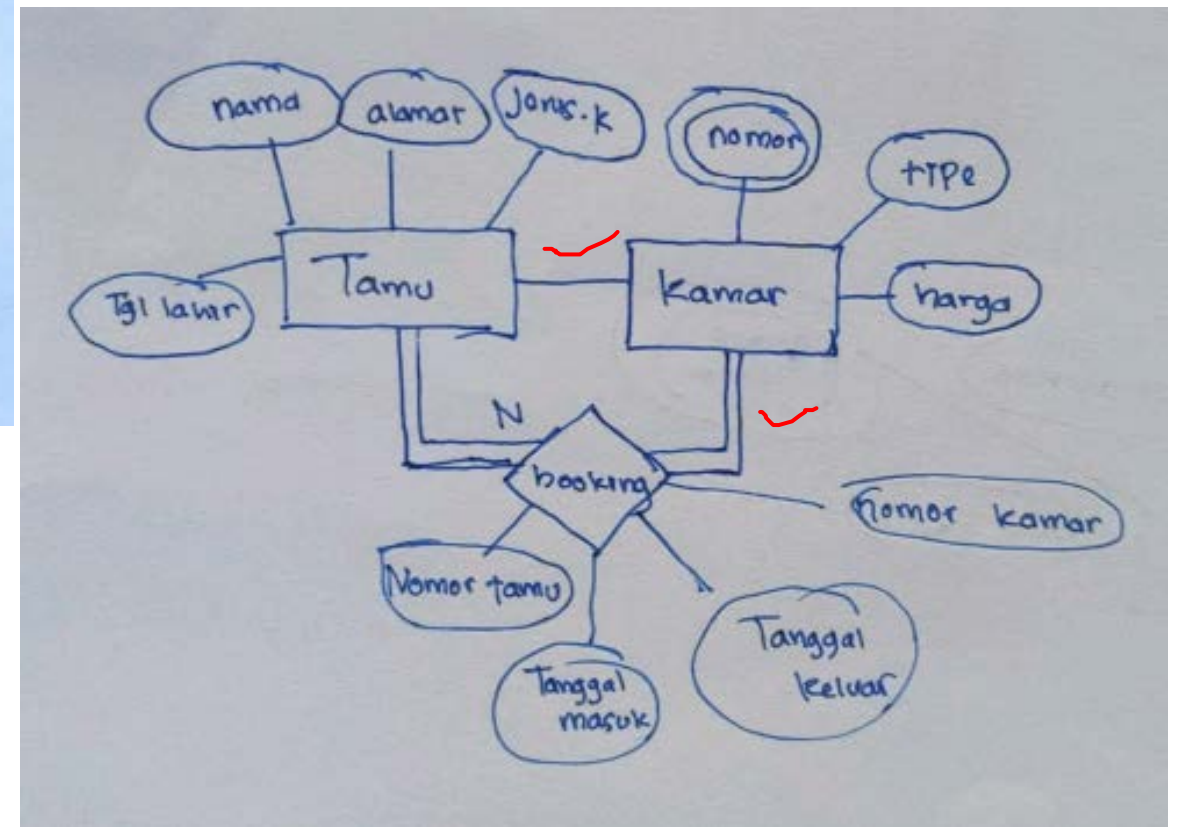 nama
alamat
Jenis.k
nomor
tipe
Tamu
kamar
harga
Tgl lahir
N
booking
nomor kamar
Nomor tamu
Tanggal
keluar
Tanggal
masuk